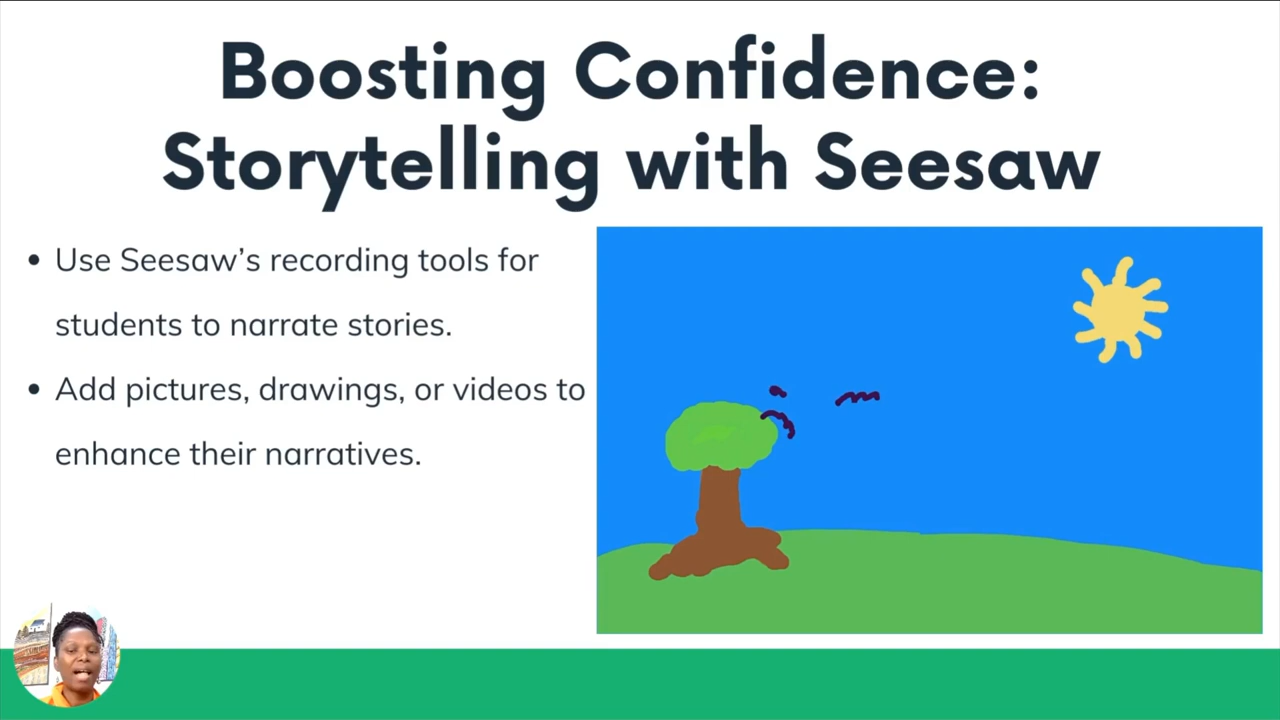 Boosting Confidence:
Storytelling with Seesaw
• Use Seesaw’s recording tools for
students to narrate stories.
• Add pictures, drawings, or videos to
enhance their narratives.